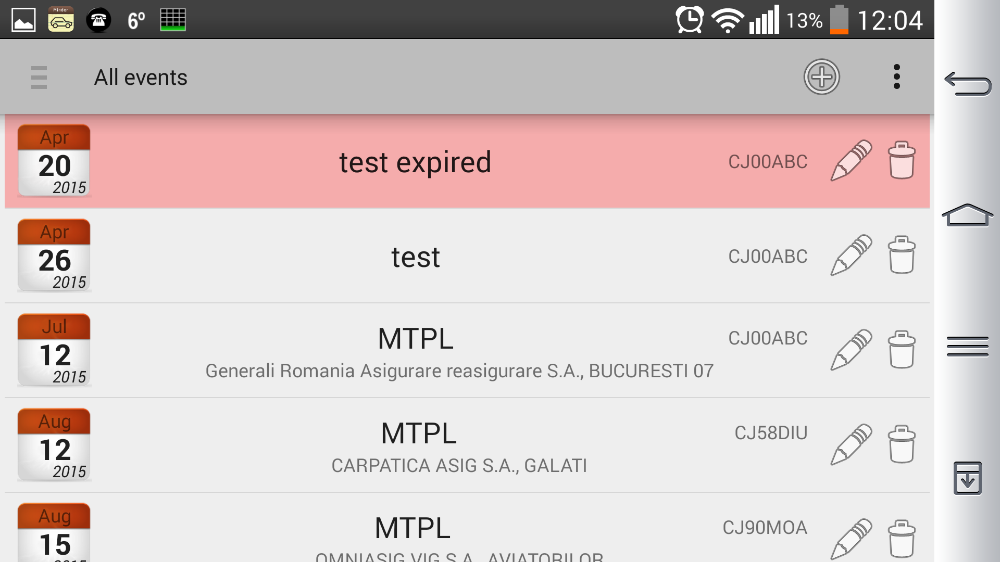 Minder
6º
13%
12:04
All events
Apr
20
2015
test expired
CJ00ABC
Apr
26
2015
test
CJ00ABC
Jul
12
2015
MTPL
CJ00ABC
Generali Romania Asigurare reasigurare S.A., BUCURESTI 07
Aug
12
2015
MTPL
CJ58DIU
CARPATICA ASIG S.A., GALATI
Aug
15
2015
MTPL
CJ90MOA
OMNIASIG VIG S.A., AVIATORILOR